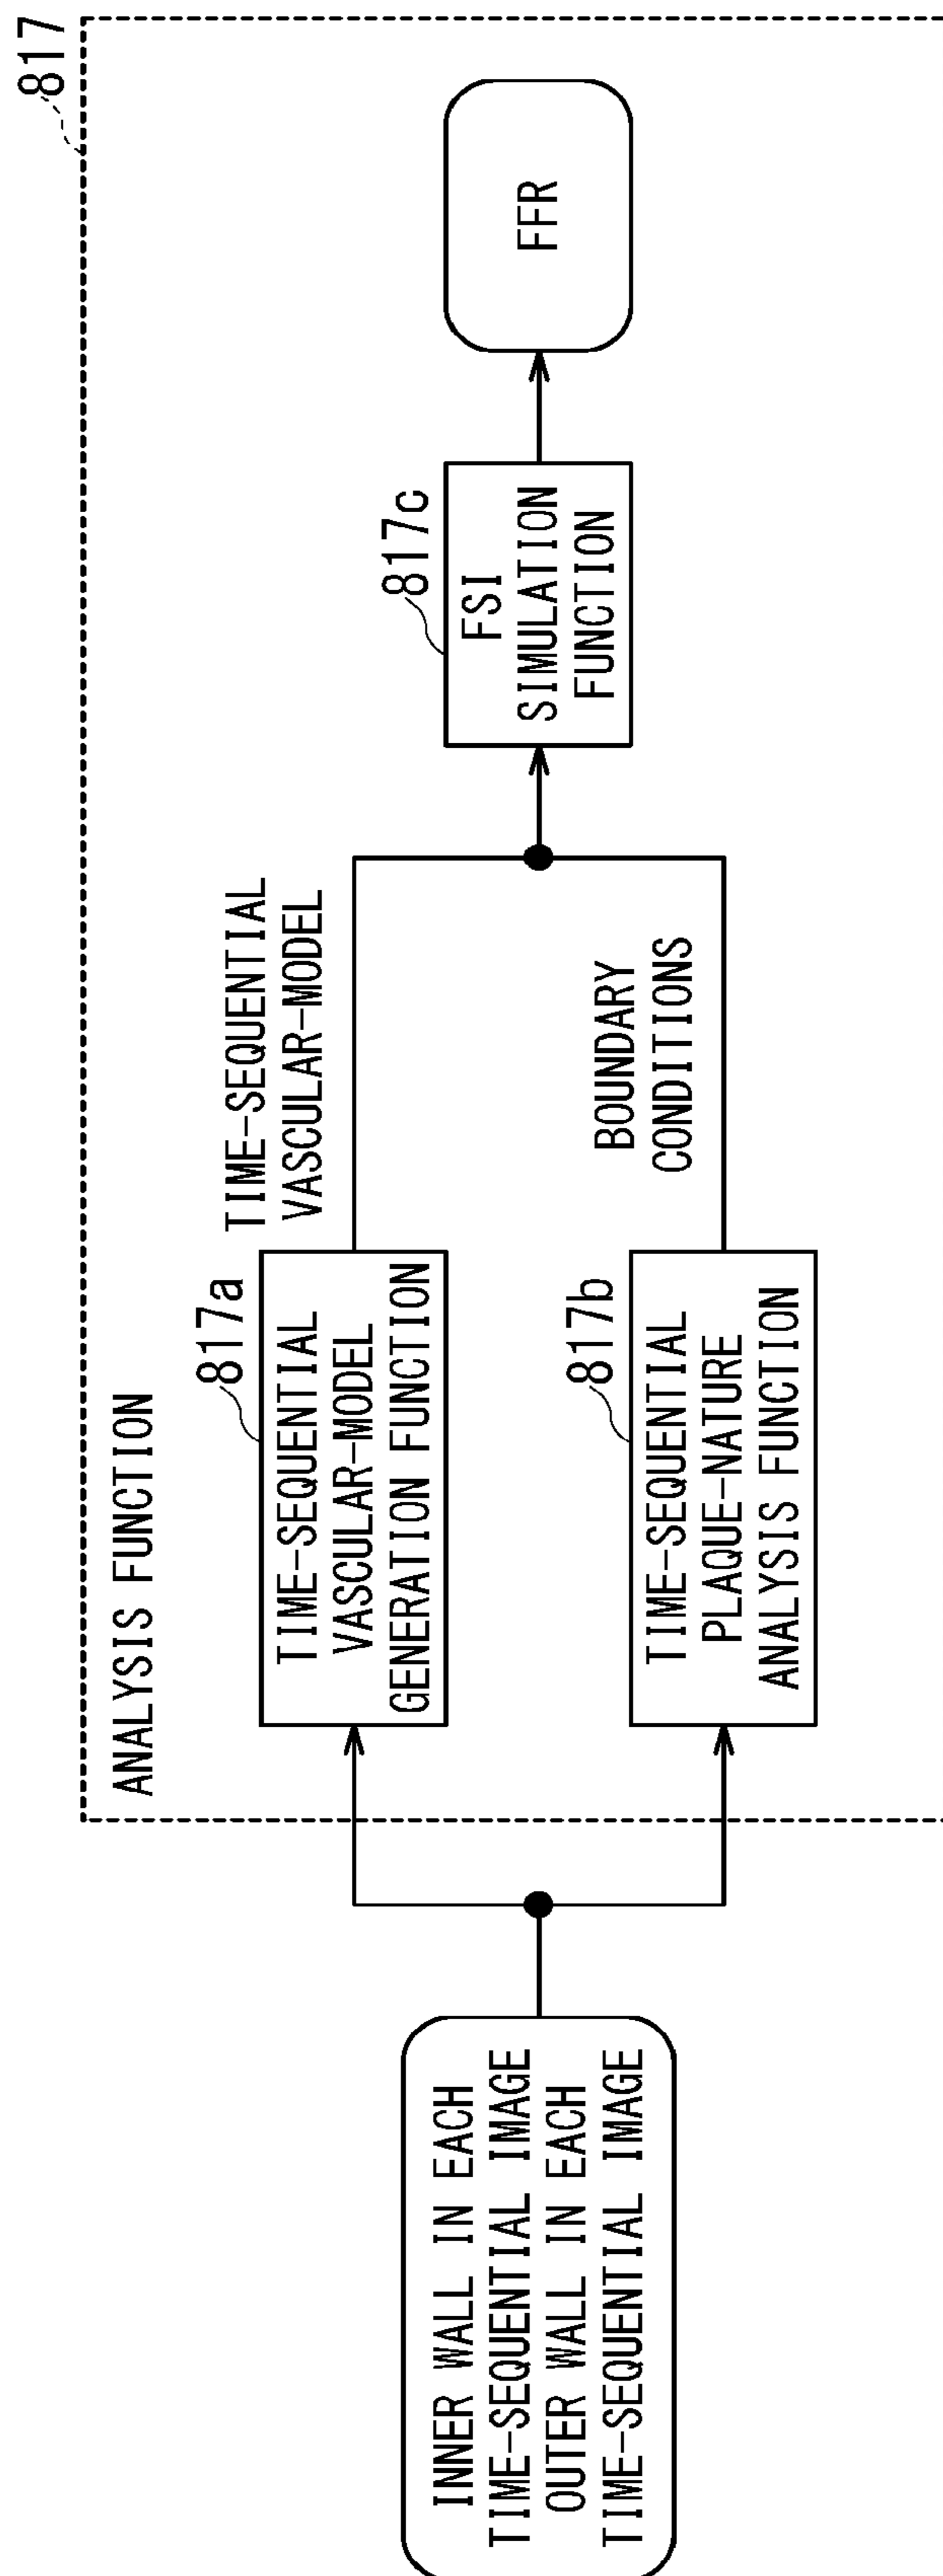 817
ANALYSIS FUNCTION
INNER WALL IN EACH
TIME-SEQUENTIAL IMAGE
OUTER WALL IN EACH
TIME-SEQUENTIAL IMAGE
817a
TIME-SEQUENTIAL
VASCULAR-MODEL
GENERATION FUNCTION
TIME-SEQUENTIAL
VASCULAR-MODEL
817b
TIME-SEQUENTIAL
PLAQUE-NATURE
ANALYSIS FUNCTION
BOUNDARY
CONDITIONS
817c
FSI
SIMULATION
FUNCTION
FFR